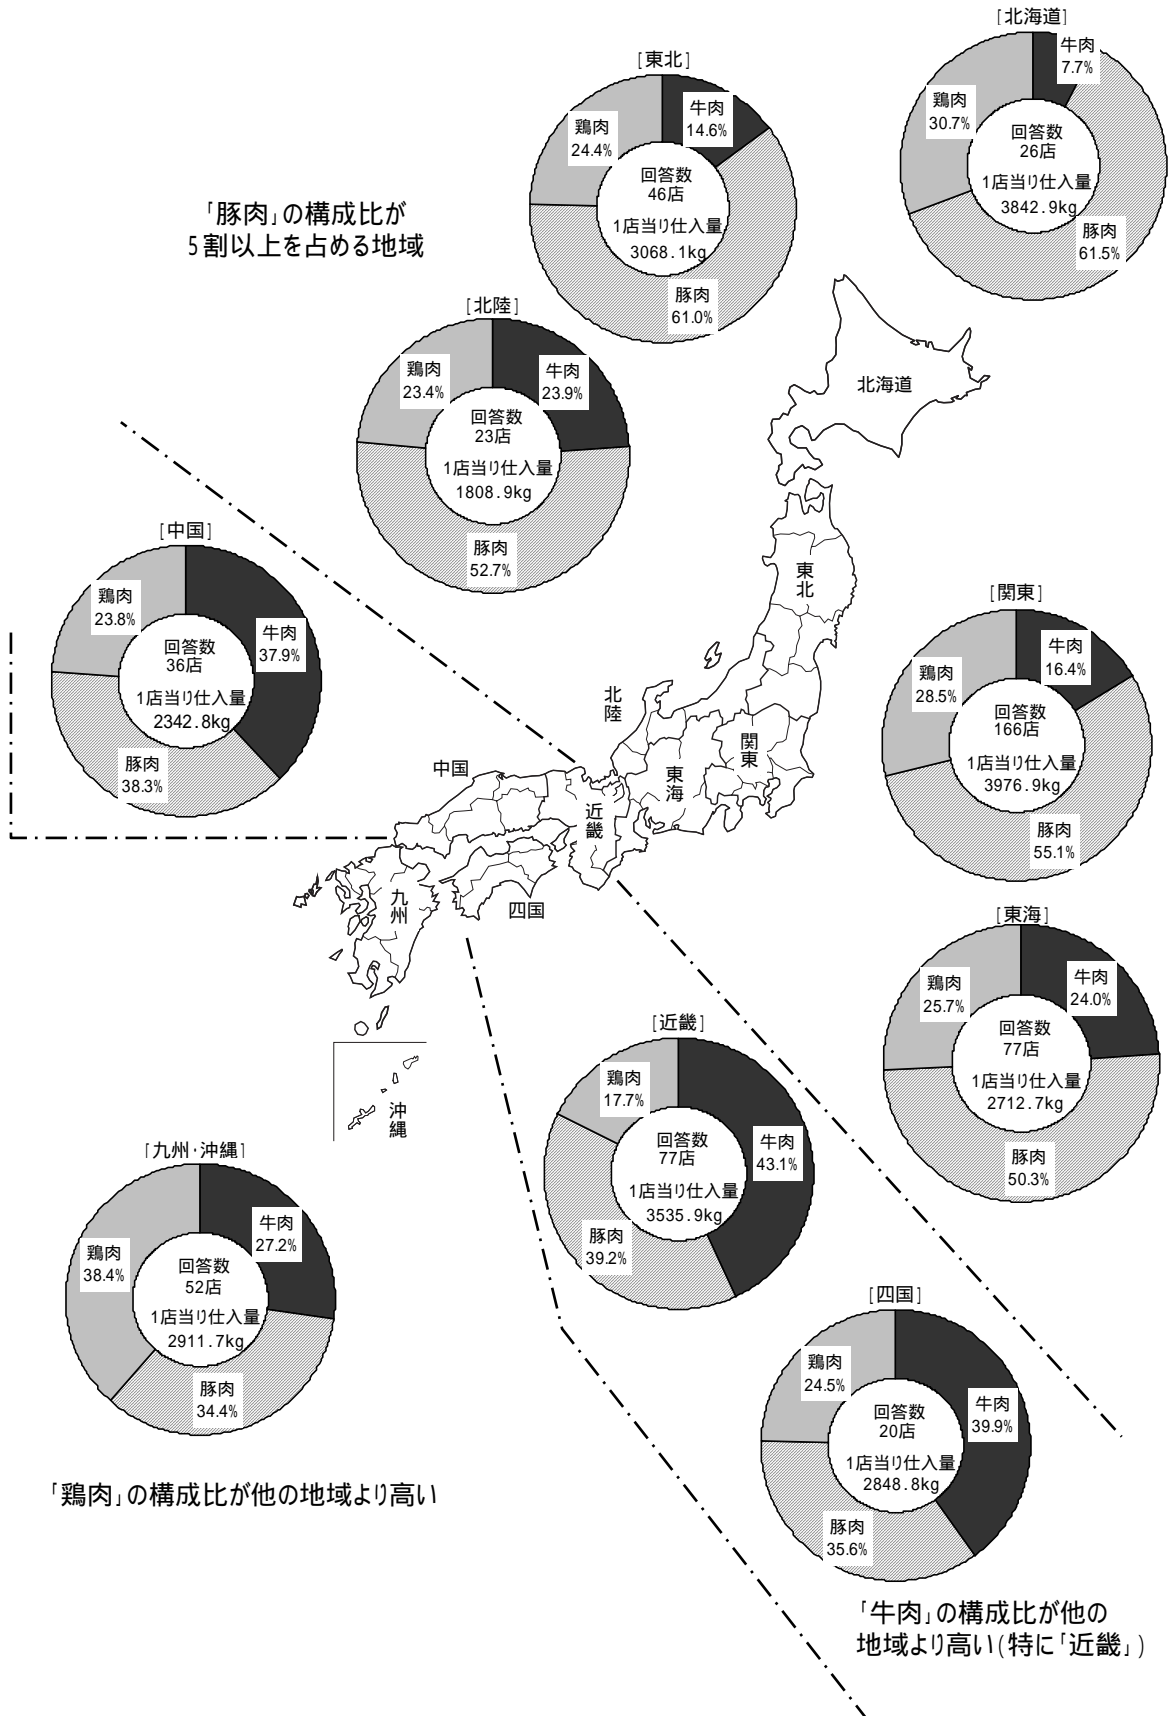 [北海道]
牛肉
7.7%
鶏肉
30.7%
回答数
26店
1店当り仕入量
3842.9kg
豚肉
61.5%
[東北]
牛肉
14.6%
鶏肉
24.4%
回答数
46店
1店当り仕入量
3068.1kg
豚肉
61.0%
「豚肉」の構成比が
5割以上を占める地域
[北陸]
鶏肉
23.4%
牛肉
23.9%
回答数
23店
1店当り仕入量
1808.9kg
豚肉
52.7%
[中国]
鶏肉
23.8%
牛肉
37.9%
回答数
36店
1店当り仕入量
2342.8kg
豚肉
38.3%
北海道
東北
北陸
関東
東海
中国
近畿
九州
四国
沖縄
[関東]
牛肉
16.4%
鶏肉
28.5%
回答数
166店
1店当り仕入量
3976.9kg
豚肉
55.1%
[東海]
鶏肉
25.7%
牛肉
24.0%
回答数
77店
1店当り仕入量
2712.7kg
豚肉
50.3%
[近畿]
鶏肉
17.7%
回答数
77店
牛肉
43.1%
1店当り仕入量
3535.9kg
豚肉
39.2%
[九州・沖縄]
牛肉
27.2%
鶏肉
38.4%
回答数
52店
1店当り仕入量
2911.7kg
豚肉
34.4%
「鶏肉」の構成比が他の地域より高い
[四国]
鶏肉
24.5%
牛肉
39.9%
回答数
20店
1店当り仕入量
2848.8kg
豚肉
35.6%
「牛肉」の構成比が他の
地域より高い(特に「近畿」)